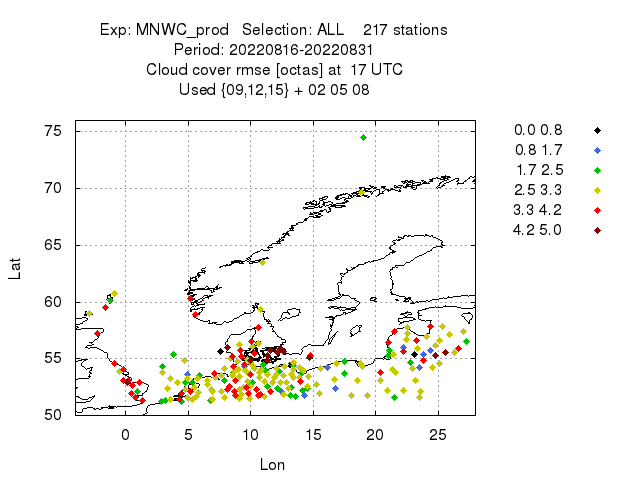 Exp: MNWC_prod Selection: ALL 217 stations
Period: 20220816-20220831
Cloud cover rmse [octas] at 17 UTC
Used {09,12,15} + 02 05 08
75
70
65
60
55
50
Lat
0 5 10 15 20 25
Lon
0.0 0.8
0.8 1.7
1.7 2.5
2.5 3.3
3.3 4.2
4.2 5.0